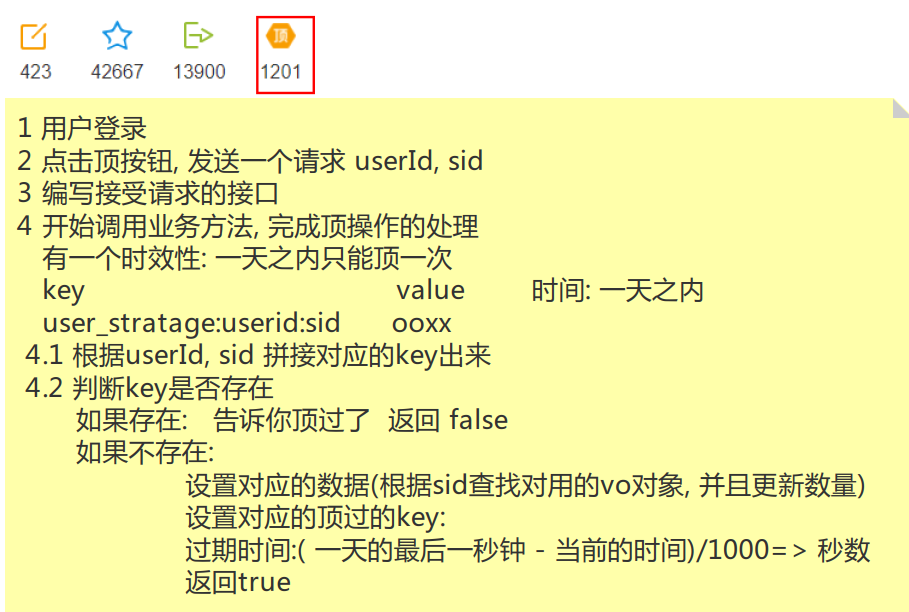 顶
423 42667 13900 1201
1 用户登录
2 点击顶按钮, 发送一个请求 userId, sid
3 编写接受请求的接口
4 开始调用业务方法, 完成顶操作的处理
有一个时效性: 一天之内只能顶一次
key value 时间: 一天之内
user_stratage:userid:sid ooxx
4.1 根据userId, sid 拼接对应的key出来
4.2 判断key是否存在
如果存在: 告诉你顶过了 返回 false
如果不存在:
设置对应的数据(根据sid查找对用的vo对象, 并且更新数量)
设置对应的顶过的key:
过期时间:( 一天的最后一秒钟 - 当前的时间)/1000=> 秒数
返回true